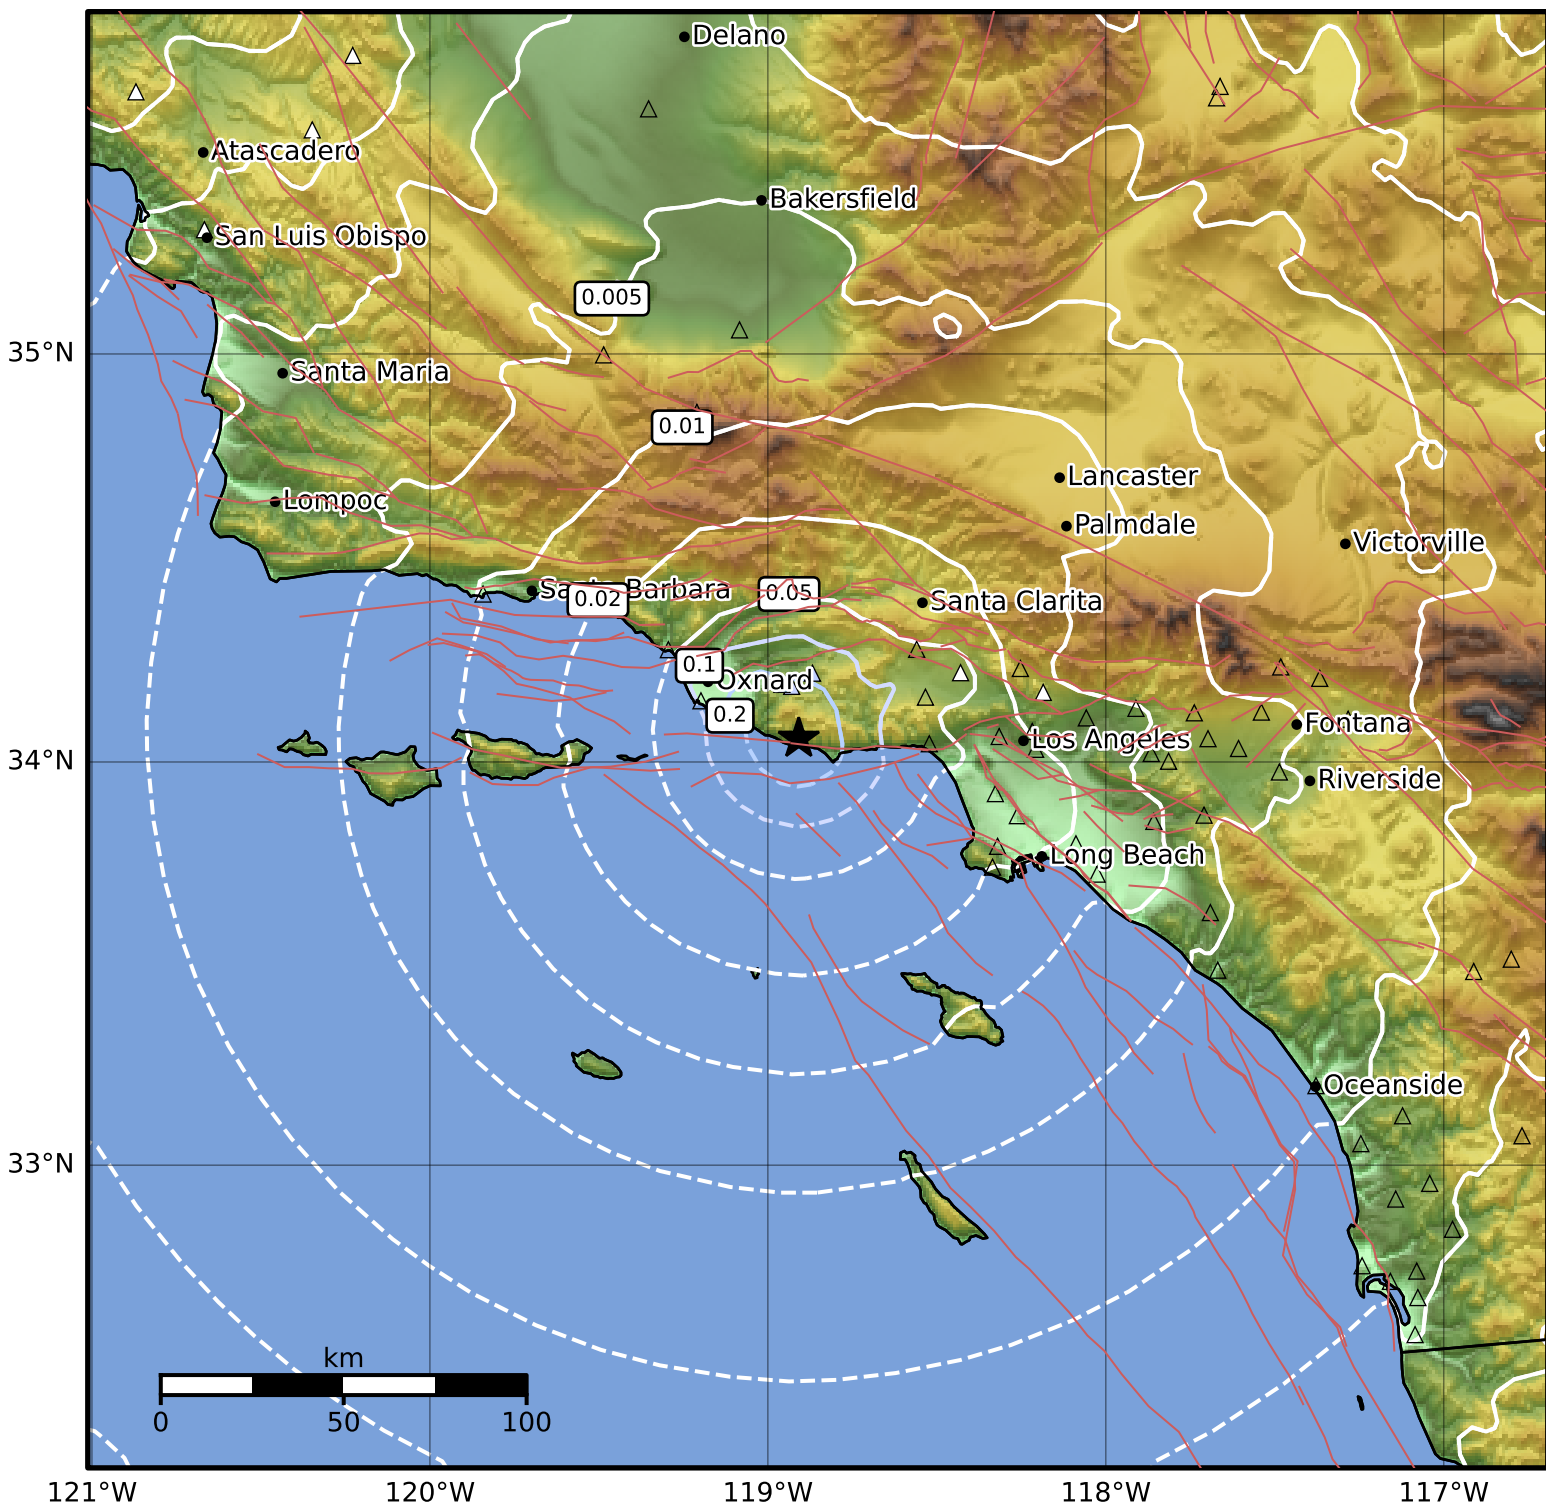 Delano
Atascadero
Bakersfield
San Luis Obispo
0.005
35°N
Santa Maria
0.01
Lancaster
Lompoc
Palmdale
Victorville
Santa Barbara
0.02
0.05
Santa Clarita
0.1
Oxnard
0.2
Fontana
Los Angeles
34°N
Riverside
Long Beach
Oceanside
33°N
km
0 50 100
121°W 120°W 119°W 118°W 117°W